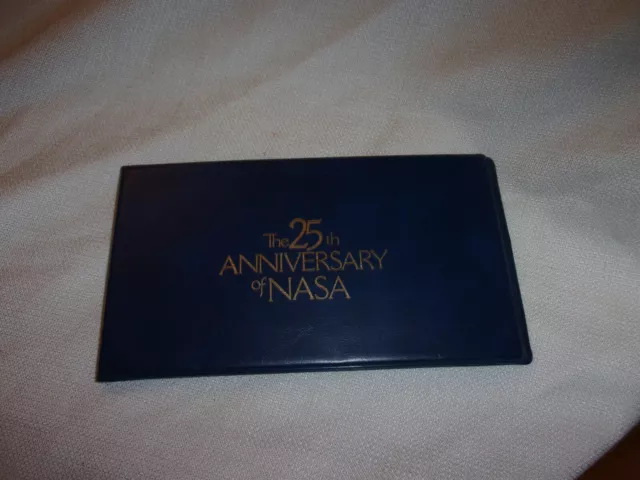 The 25th
ANNIVERSARY
of NASA